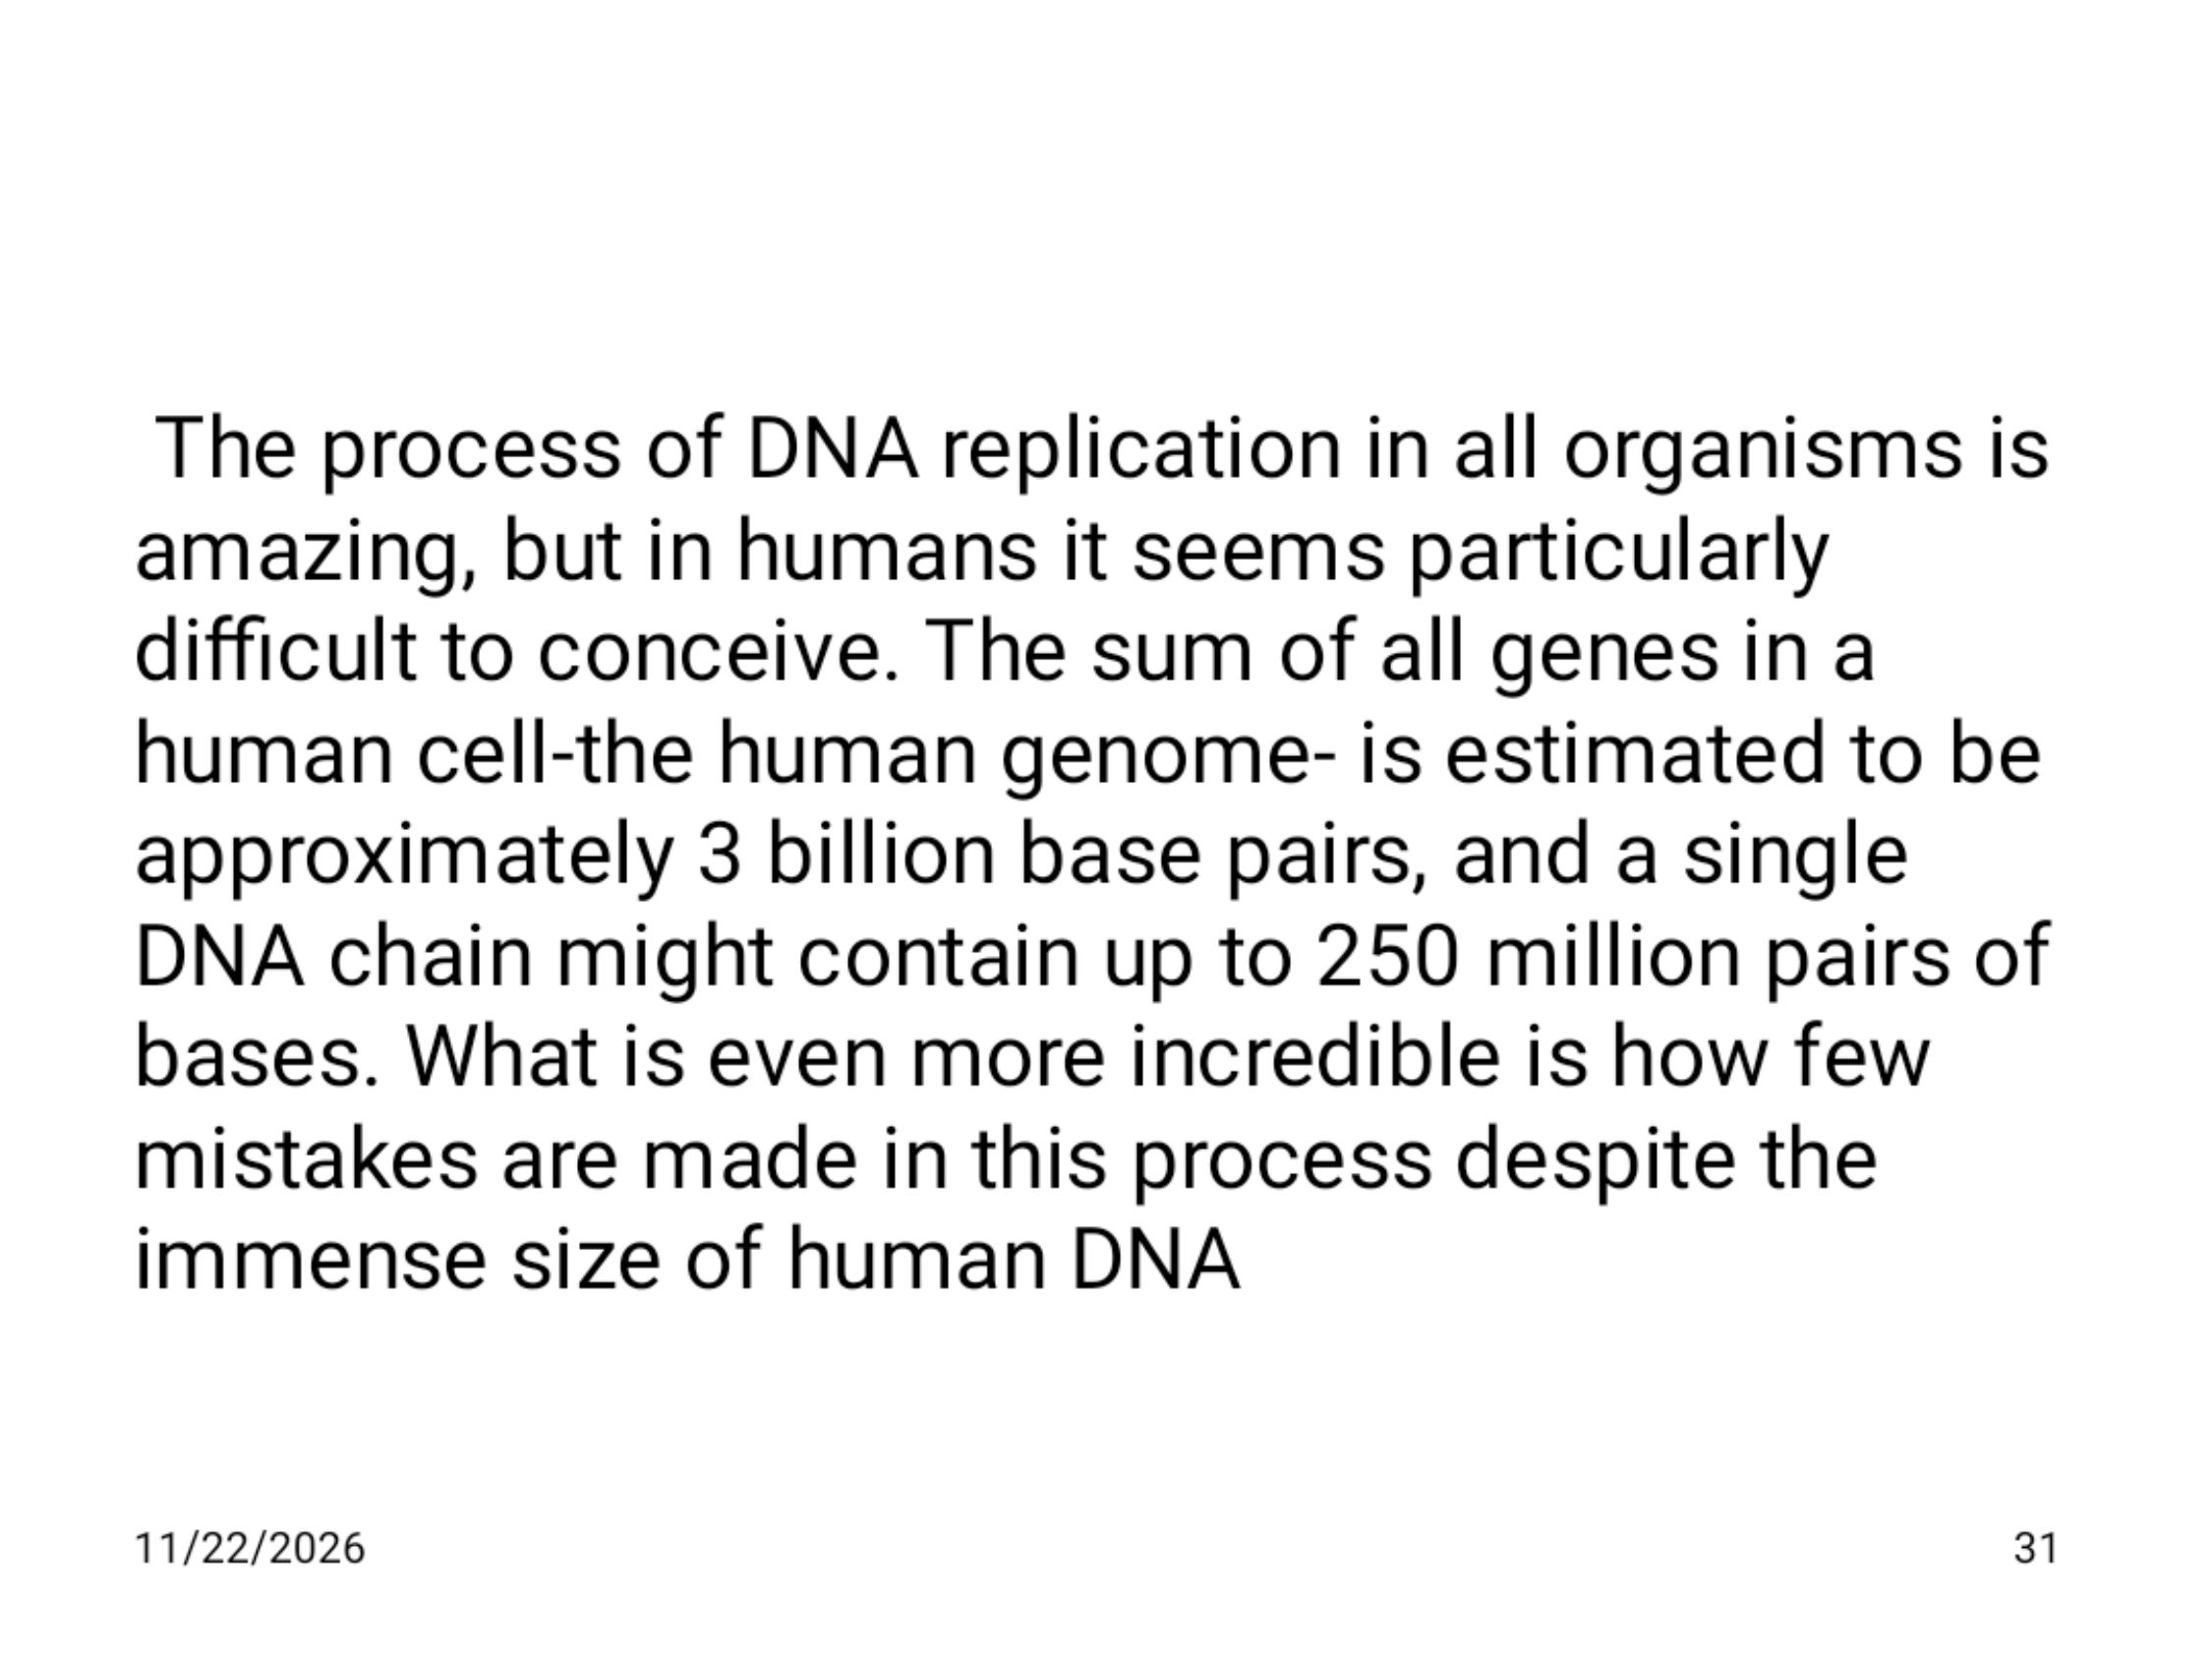 The process of DNA replication in all organisms is
amazing, but in humans it seems particularly
difficult to conceive. The sum of all genes in a
human cell-the human genome- is estimated to be
approximately 3 billion base pairs, and a single
DNA chain might contain up to 250 million pairs of
bases. What is even more incredible is how few
mistakes are made in this process despite the
immense size of human DNA
11/22/2026
31